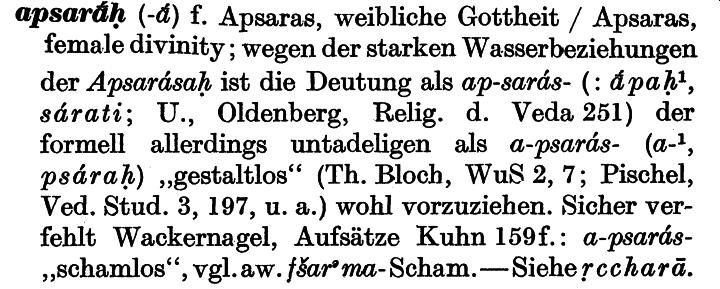 apsarā́ḥ (-ā́) f. Apsaras, weibliche Gottheit / Apsaras,
female divinity; wegen der starken Wasserbeziehungen
der Apsarásaḥ ist die Deutung als ap-sarás- (: ā́paḥ¹,
sárati; U., Oldenberg, Relig. d. Veda 251) der
formell allerdings untadeligen als a-psarás- (a-¹,
psáraḥ) „gestaltlos“ (Th. Bloch, WuS 2, 7; Pischel,
Ved. Stud. 3, 197, u. a.) wohl vorzuziehen. Sicher ver-
fehlt Wackernagel, Aufsätze Kuhn 159f.: a-psarás-
„schamlos“, vgl. aw. fšarᵊma- Scham. — Siehe ṛccharā.